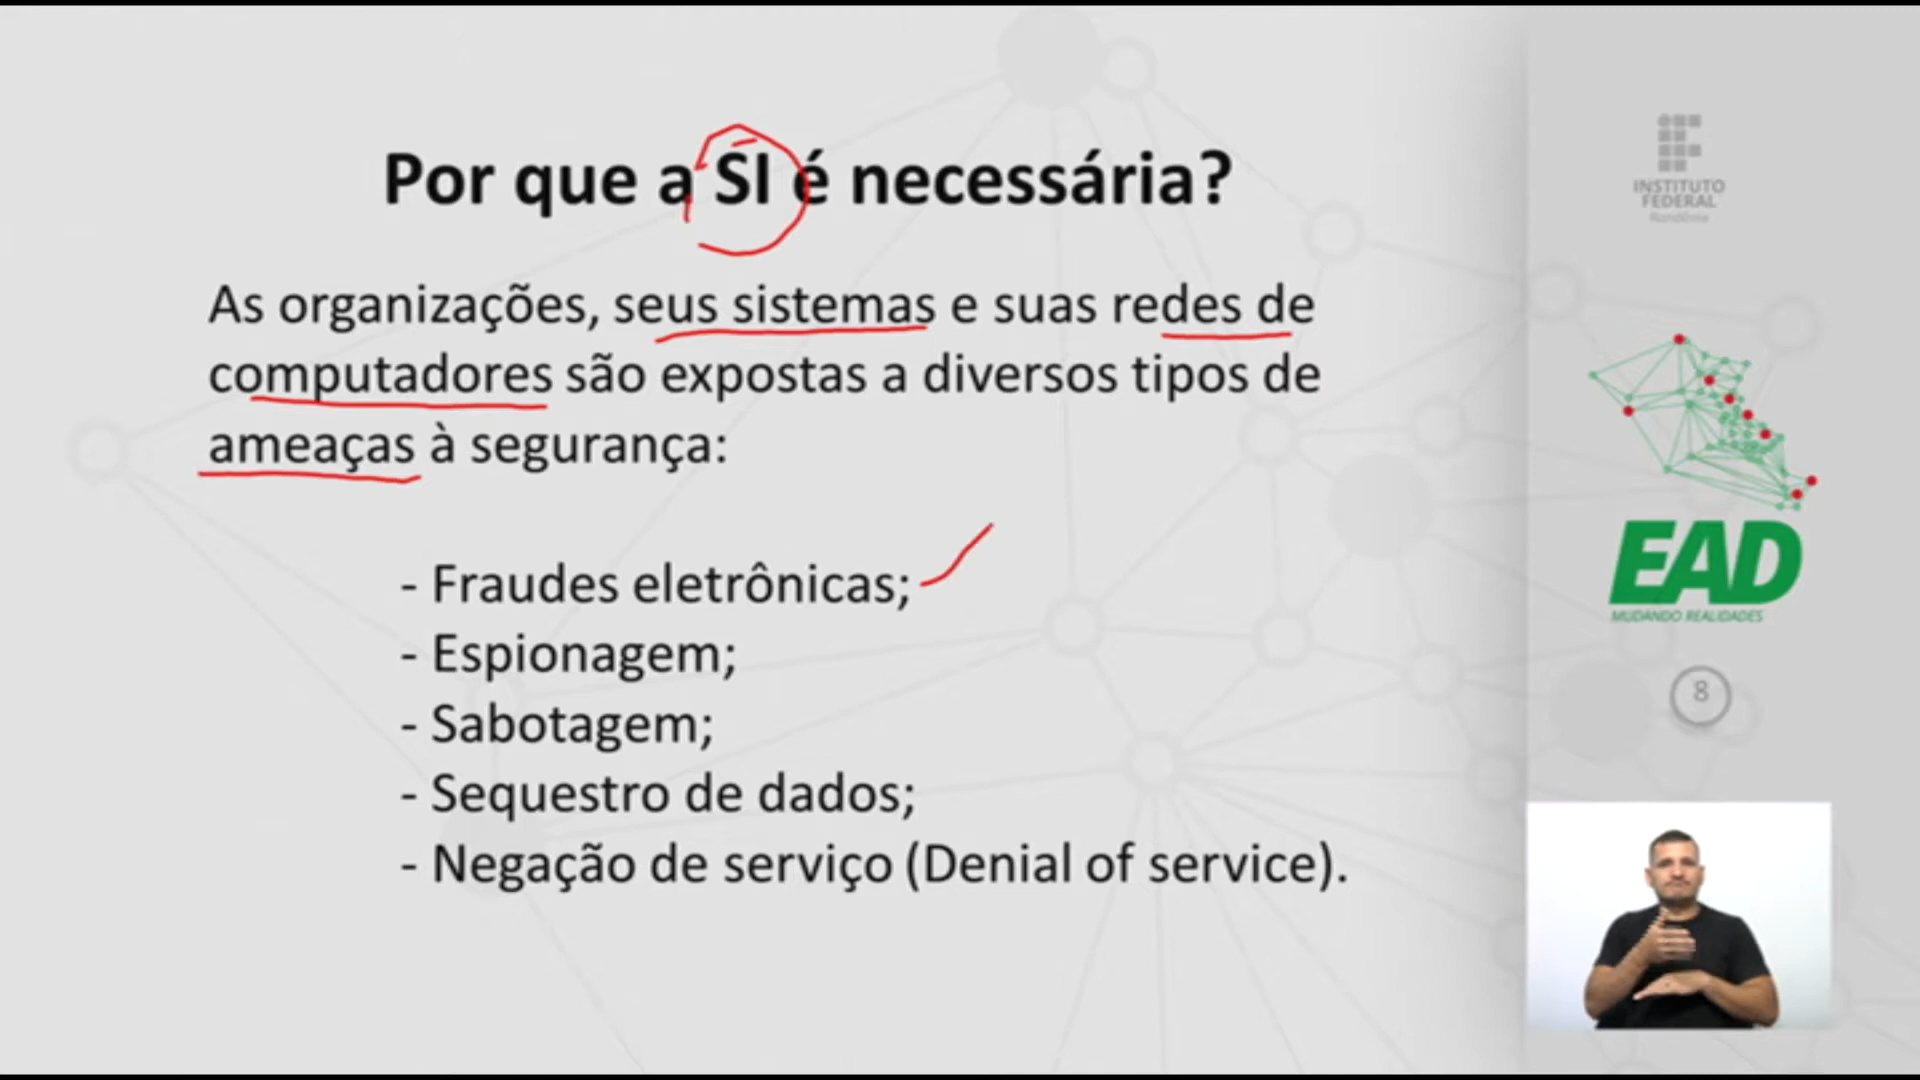 Por que a SI é necessária?
As organizações, seus sistemas e suas redes de
computadores são expostas a diversos tipos de
ameaças à segurança:
- Fraudes eletrônicas;
- Espionagem;
- Sabotagem;
- Sequestro de dados;
- Negação de serviço (Denial of service).
INSTITUTO
FEDERAL
Rondônia
EAD
MUDANDO REALIDADES
8